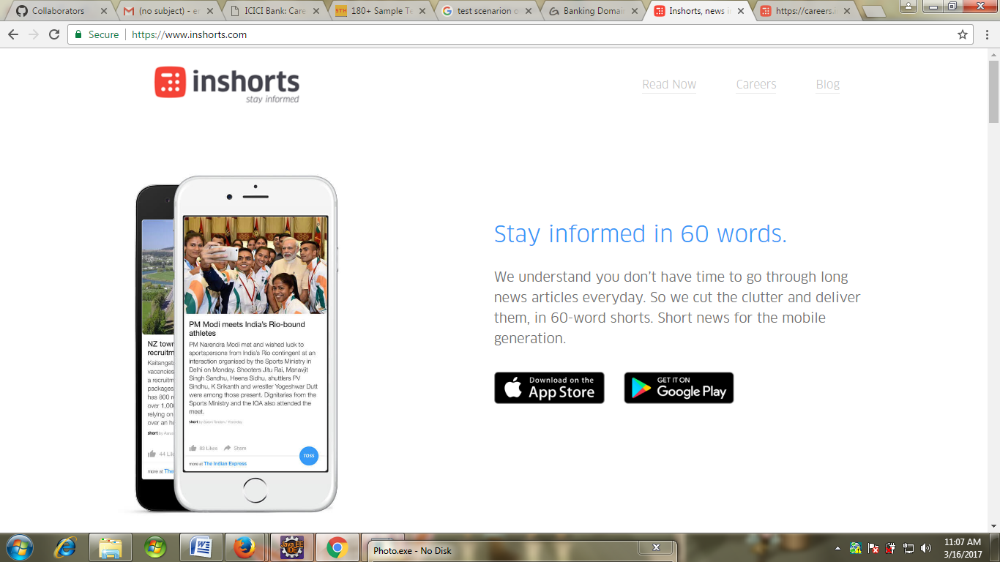 Collaborators
(no subject) - er
ICICI Bank: Care
STH 180+ Sample Te
test scenarion o
Banking Domai
Inshorts, news i
https://careers.
Secure https://www.inshorts.com
inshorts
stay informed
Read Now Careers Blog
Stay informed in 60 words.
We understand you don't have time to go through long
news articles everyday. So we cut the clutter and deliver
them, in 60-word shorts. Short news for the mobile
generation.
Download on the
App Store
GET IT ON
Google Play
NZ town
recruitm
Kaitangat
vacancies
a recruitm
packages
has 800 re
over 1,000
relying on
over an ho
short by
44 Lik
more at The
PM Modi meets India's Rio-bound
athletes
PM Narendra Modi met and wished luck to
sportspersons from India's Rio contingent at an
interaction organised by the Sports Ministry in
Delhi on Monday. Shooters Jitu Rai, Manavjit
Singh Sandhu, Heena Sidhu, shuttlers PV
Sindhu, K Srikanth and wrestler Yogeshwar Dutt
were among those present. Dignitaries from the
Sports Ministry and the IOA also attended the
meet.
short by / Yesterday
83 Likes Share
TOSS
more at The Indian Express
Java EE
IDE
Photo.exe - No Disk
11:07 AM
3/16/2017